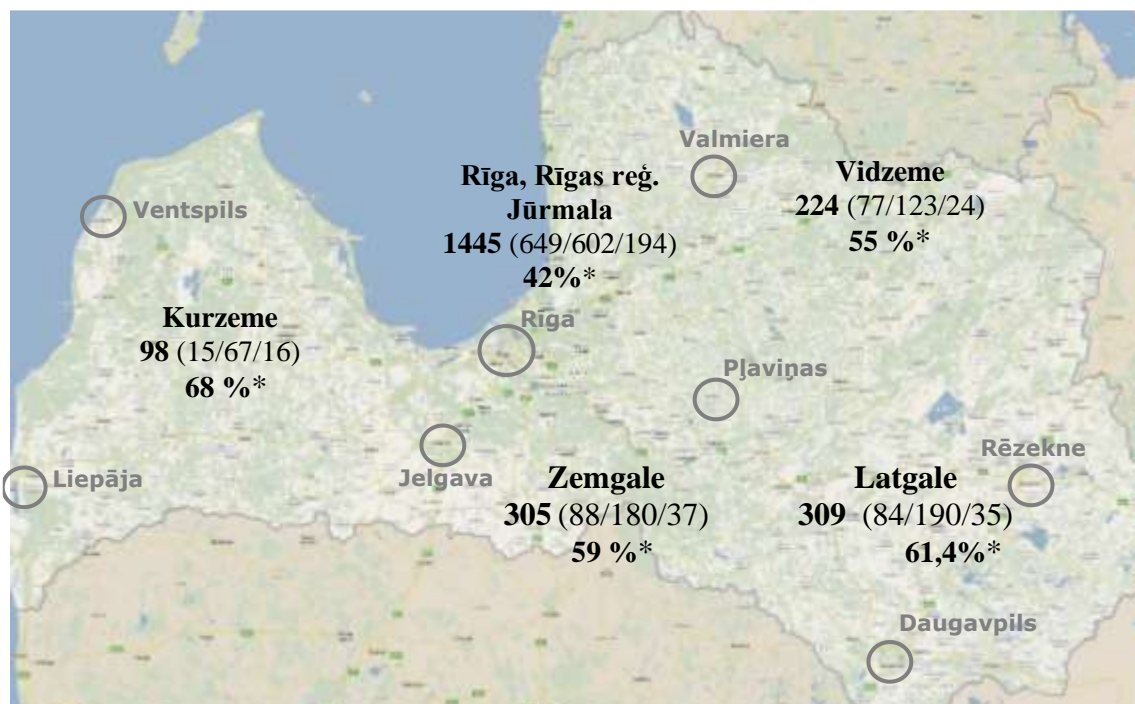 Valmiera
Rīga, Rīgas reģ.
Jūrmala
1445 (649/602/194)
42%*
Vidzeme
224 (77/123/24)
55 %*
Ventspils
Kurzeme
98 (15/67/16)
68 %*
Rīga
Pļaviņas
Liepāja
Jelgava
Zemgale
305 (88/180/37)
59 %*
Latgale
309 (84/190/35)
61,4%*
Rēzekne
Daugavpils